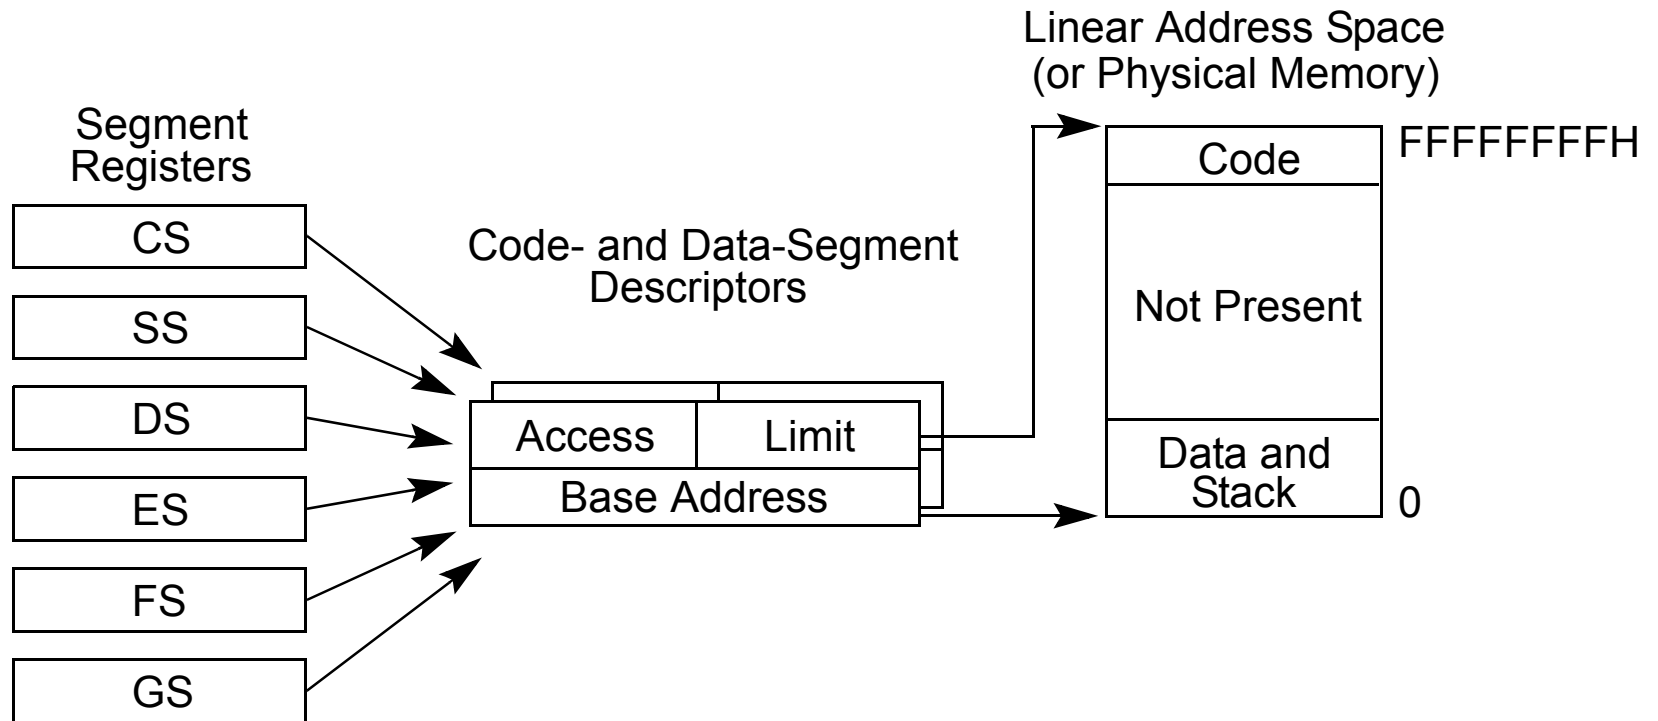 Linear Address Space
(or Physical Memory)
Segment
Registers
CS
SS
DS
ES
FS
GS
Code- and Data-Segment
Descriptors
Access
Limit
Base Address
Code
FFFFFFFFH
Not Present
Data and
Stack
0